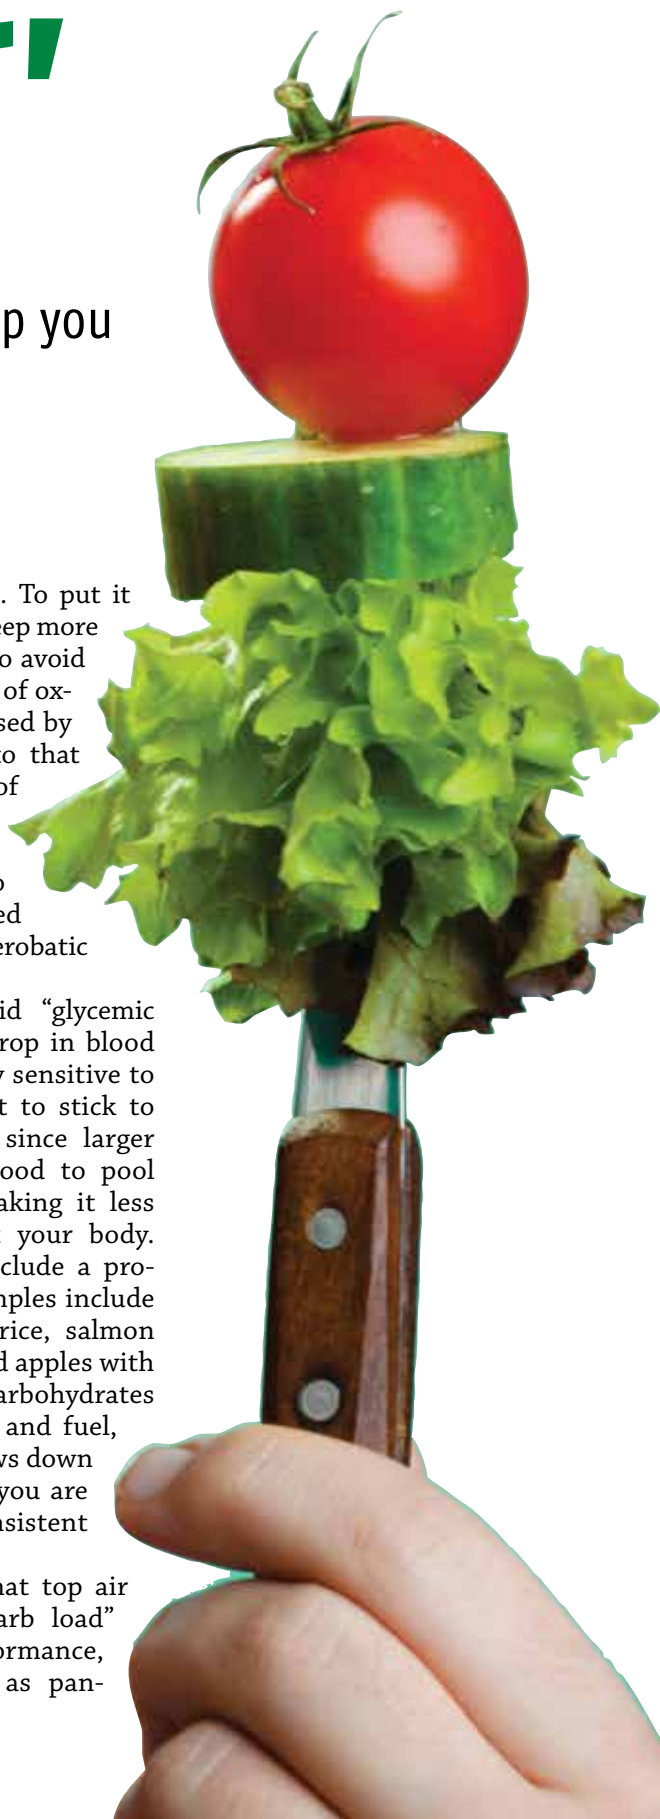 r'
p you
. To put it
eep more
o avoid
of ox-
sed by
to that
of
o
ed
erobatic
id “glycemic
rop in blood
y sensitive to
t to stick to
since larger
ood to pool
aking it less
t your body.
clude a pro-
mples include
rice, salmon
d apples with
arbohydrates
and fuel,
ws down
you are
nsistent
hat top air
arb load”
ormance,
as pan-